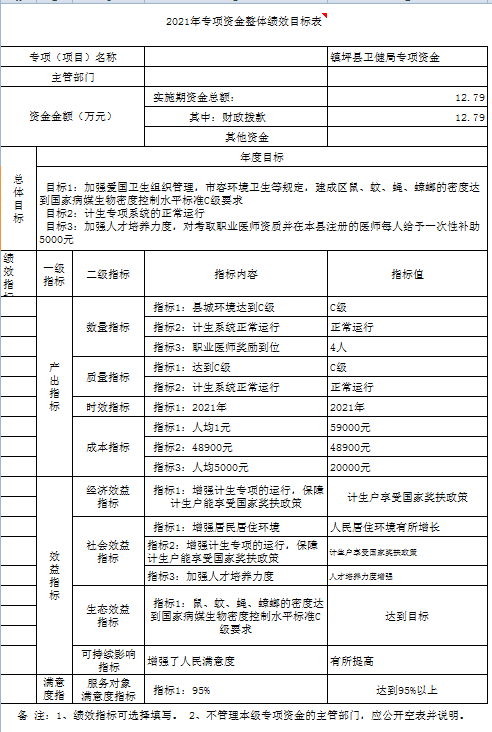 2021年专项资金整体绩效目标表
专项（项目）名称 镇坪县卫健局专项资金
主管部门
资金金额（万元） 实施期资金总额： 12.79
其中：财政拨款 12.79
其他资金
总体目标 年度目标
目标1：加强爱国卫生组织管理，市容环境卫生等规定，建成区鼠、蚊、蝇、蟑螂的密度达
到国家病媒生物密度控制水平标准C级要求
目标2：计生专项系统的正常运行
目标3：加强人才培养力度，对考取职业医师资质并在本县注册的医师每人给予一次性补助
5000元
绩效指 一级指标 二级指标 指标内容 指标值
产出指标 数量指标 指标1：县城环境达到C级 C级
指标2：计生系统正常运行 正常运行
指标3：职业医师奖励到位 4人
质量指标 指标1：达到C级 C级
指标2：计生系统正常运行 正常运行
时效指标 指标1：2021年 2021年
成本指标 指标1：人均1元 59000元
指标2：48900元 48900元
指标3：人均5000元 20000元
效益指标 经济效益指标 指标1：增强计生专项的运行，保障
计生户能享受国家奖扶政策 计生户享受国家奖扶政策
社会效益指标 指标1：增强居民居住环境 人民居住环境有所增长
指标2：增强计生专项的运行，保障
计生户能享受国家奖扶政策 计生户享受国家奖扶政策
指标3：加强人才培养力度 人才培养力度增强
生态效益指标 指标1：鼠、蚊、蝇、蟑螂的密度达
到国家病媒生物密度控制水平标准C
级要求 达到目标
可持续影响指标 增强了人民满意度 有所提高
满意度指 服务对象满意度指标 指标1：95% 达到95%以上
备 注：1、绩效指标可选择填写。 2、不管理本级专项资金的主管部门，应公开空表并说明。